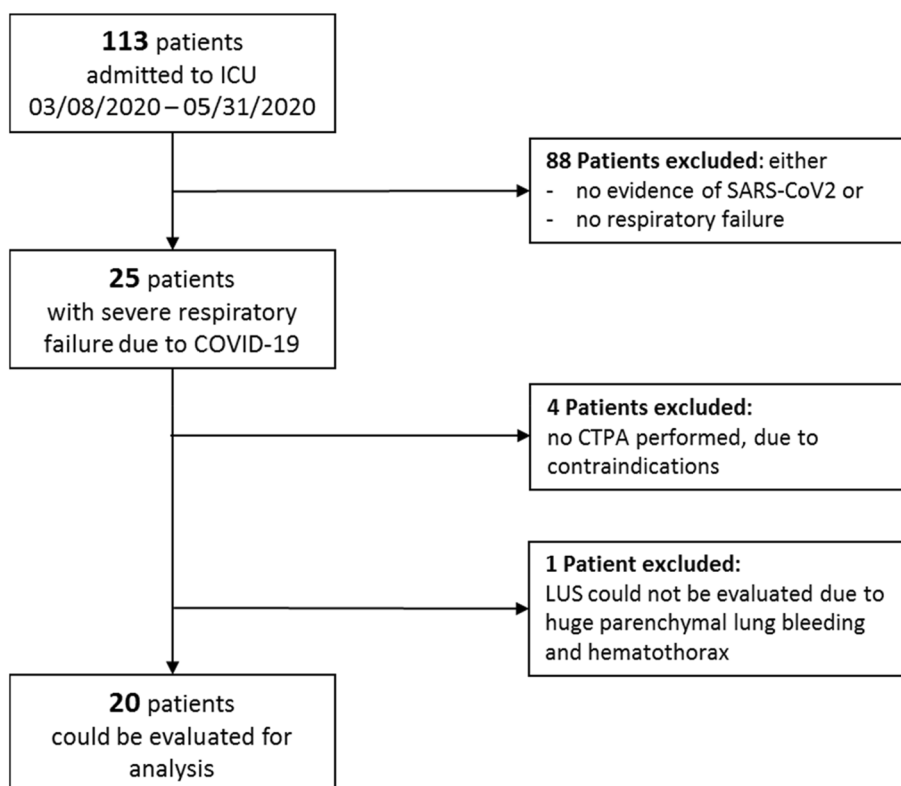 113 patients
admitted to ICU
03/08/2020 – 05/31/2020
88 Patients excluded: either
- no evidence of SARS-CoV2 or
- no respiratory failure
25 patients
with severe respiratory
failure due to COVID-19
4 Patients excluded:
no CTPA performed, due to
contraindications
1 Patient excluded:
LUS could not be evaluated due to
huge parenchymal lung bleeding
and hematothorax
20 patients
could be evaluated for
analysis